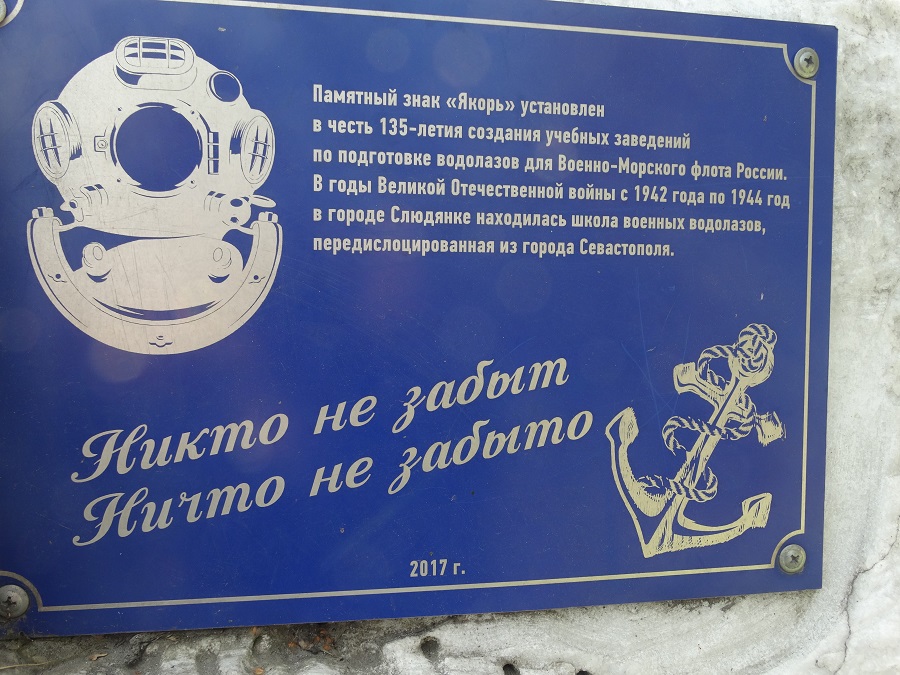 Памятный знак «Якорь» установлен
в честь 135-летия создания учебных заведений
по подготовке водолазов для Военно-Морского флота России.
В годы Великой Отечественной войны с 1942 года по 1944 год
в городе Слюдянке находилась школа военных водолазов,
передислоцированная из города Севастополя.
Никто не забыт
Ничто не забыто
2017 г.